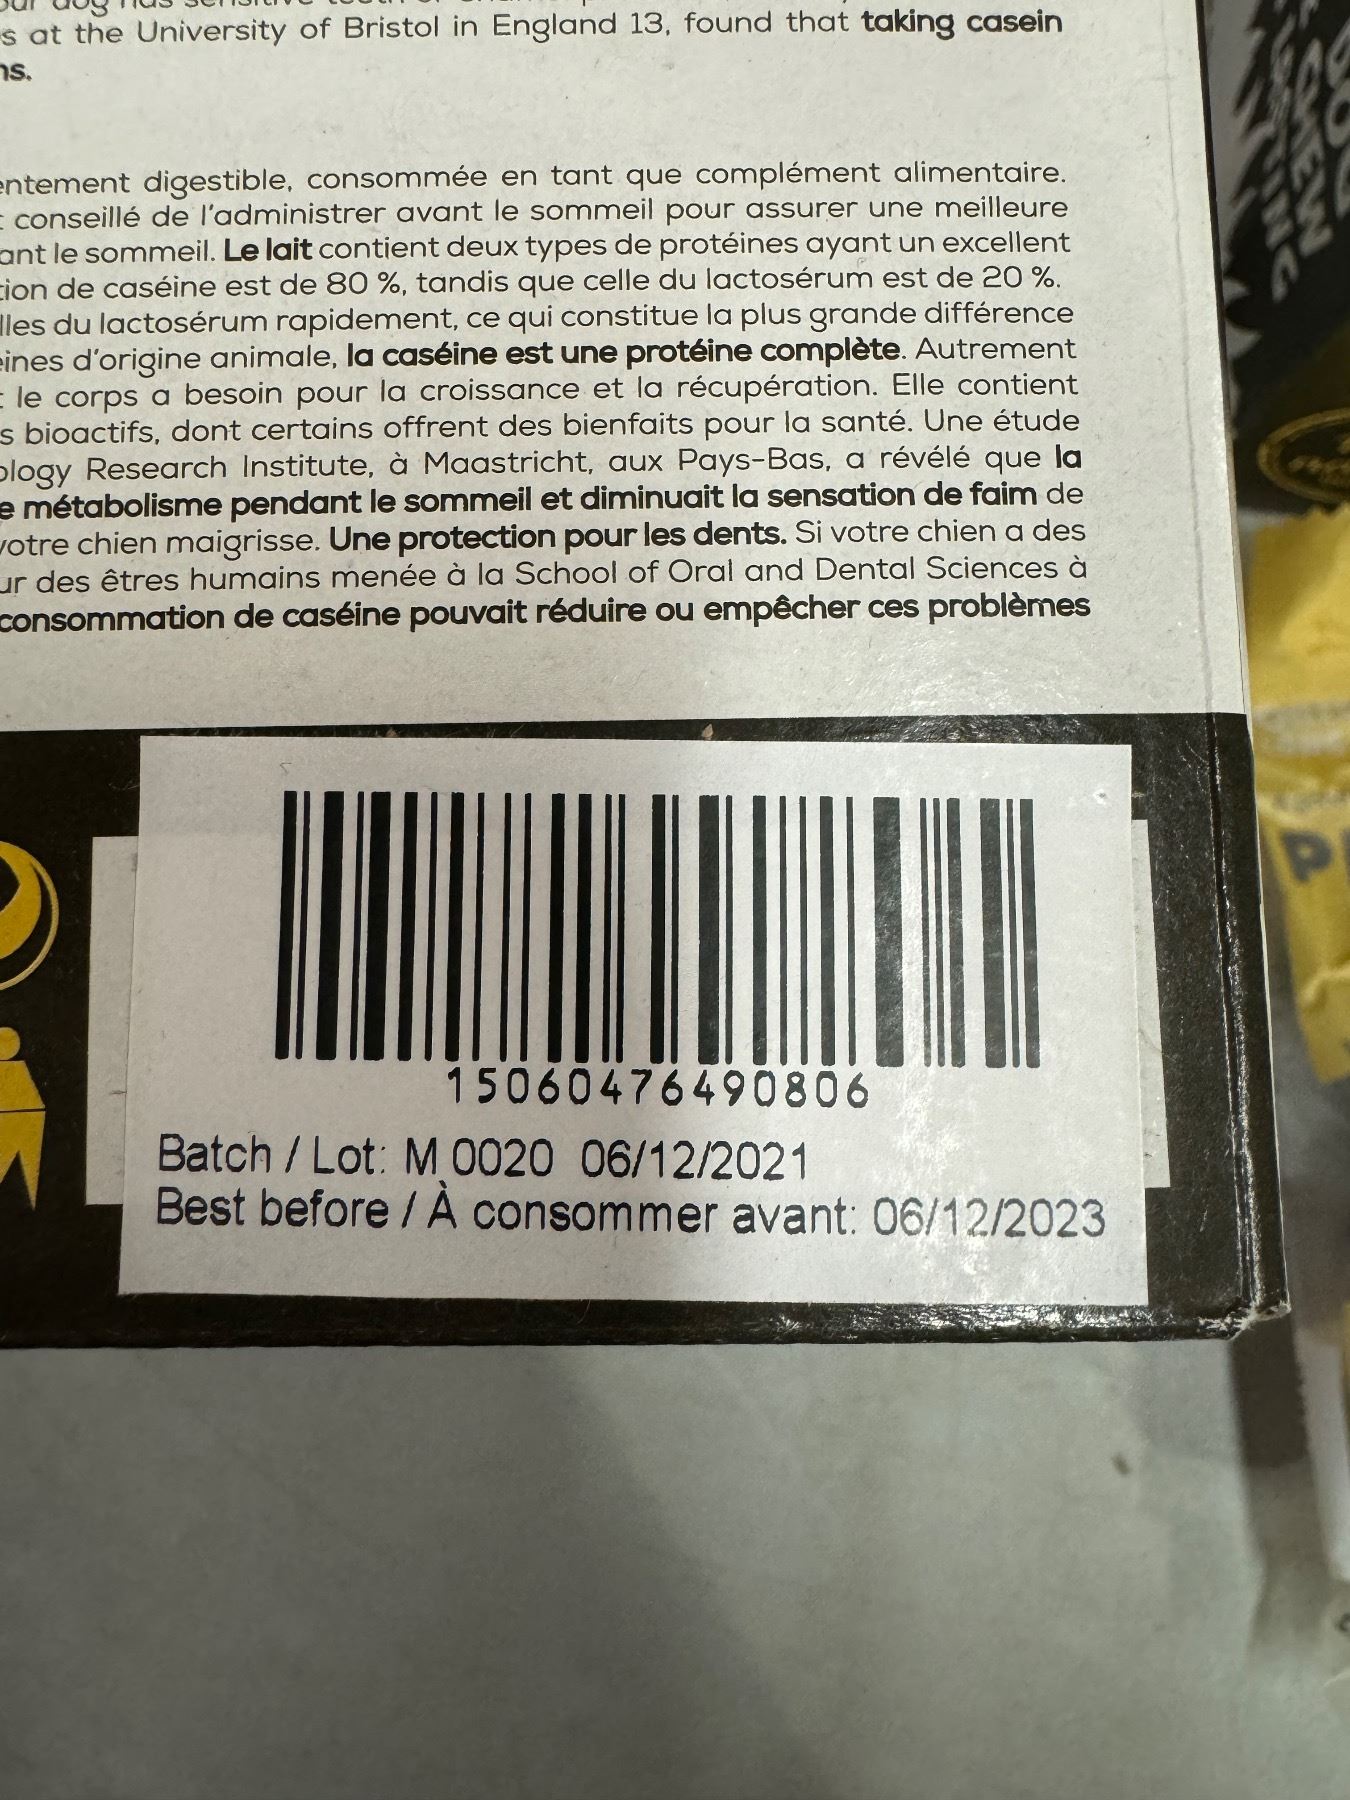 s at the University of Bristol in England 13, found that taking casein
ns.
entement digestible, consommée en tant que complément alimentaire.
conseillé de l'administrer avant le sommeil pour assurer une meilleure
ant le sommeil. Le lait contient deux types de protéines ayant un excellent
tion de caséine est de 80 %, tandis que celle du lactosérum est de 20 %.
lles du lactosérum rapidement, ce qui constitue la plus grande différence
eines d'origine animale, la caséine est une protéine complète. Autrement
t le corps a besoin pour la croissance et la récupération. Elle contient
s bioactifs, dont certains offrent des bienfaits pour la santé. Une étude
ology Research Institute, à Maastricht, aux Pays-Bas, a révélé que la
e métabolisme pendant le sommeil et diminuait la sensation de faim de
votre chien maigrisse. Une protection pour les dents. Si votre chien a des
ur des êtres humains menée à la School of Oral and Dental Sciences à
consommation de caséine pouvait réduire ou empêcher ces problèmes
15060476490806
Batch / Lot: M 0020 06/12/2021
Best before / À consommer avant: 06/12/2023